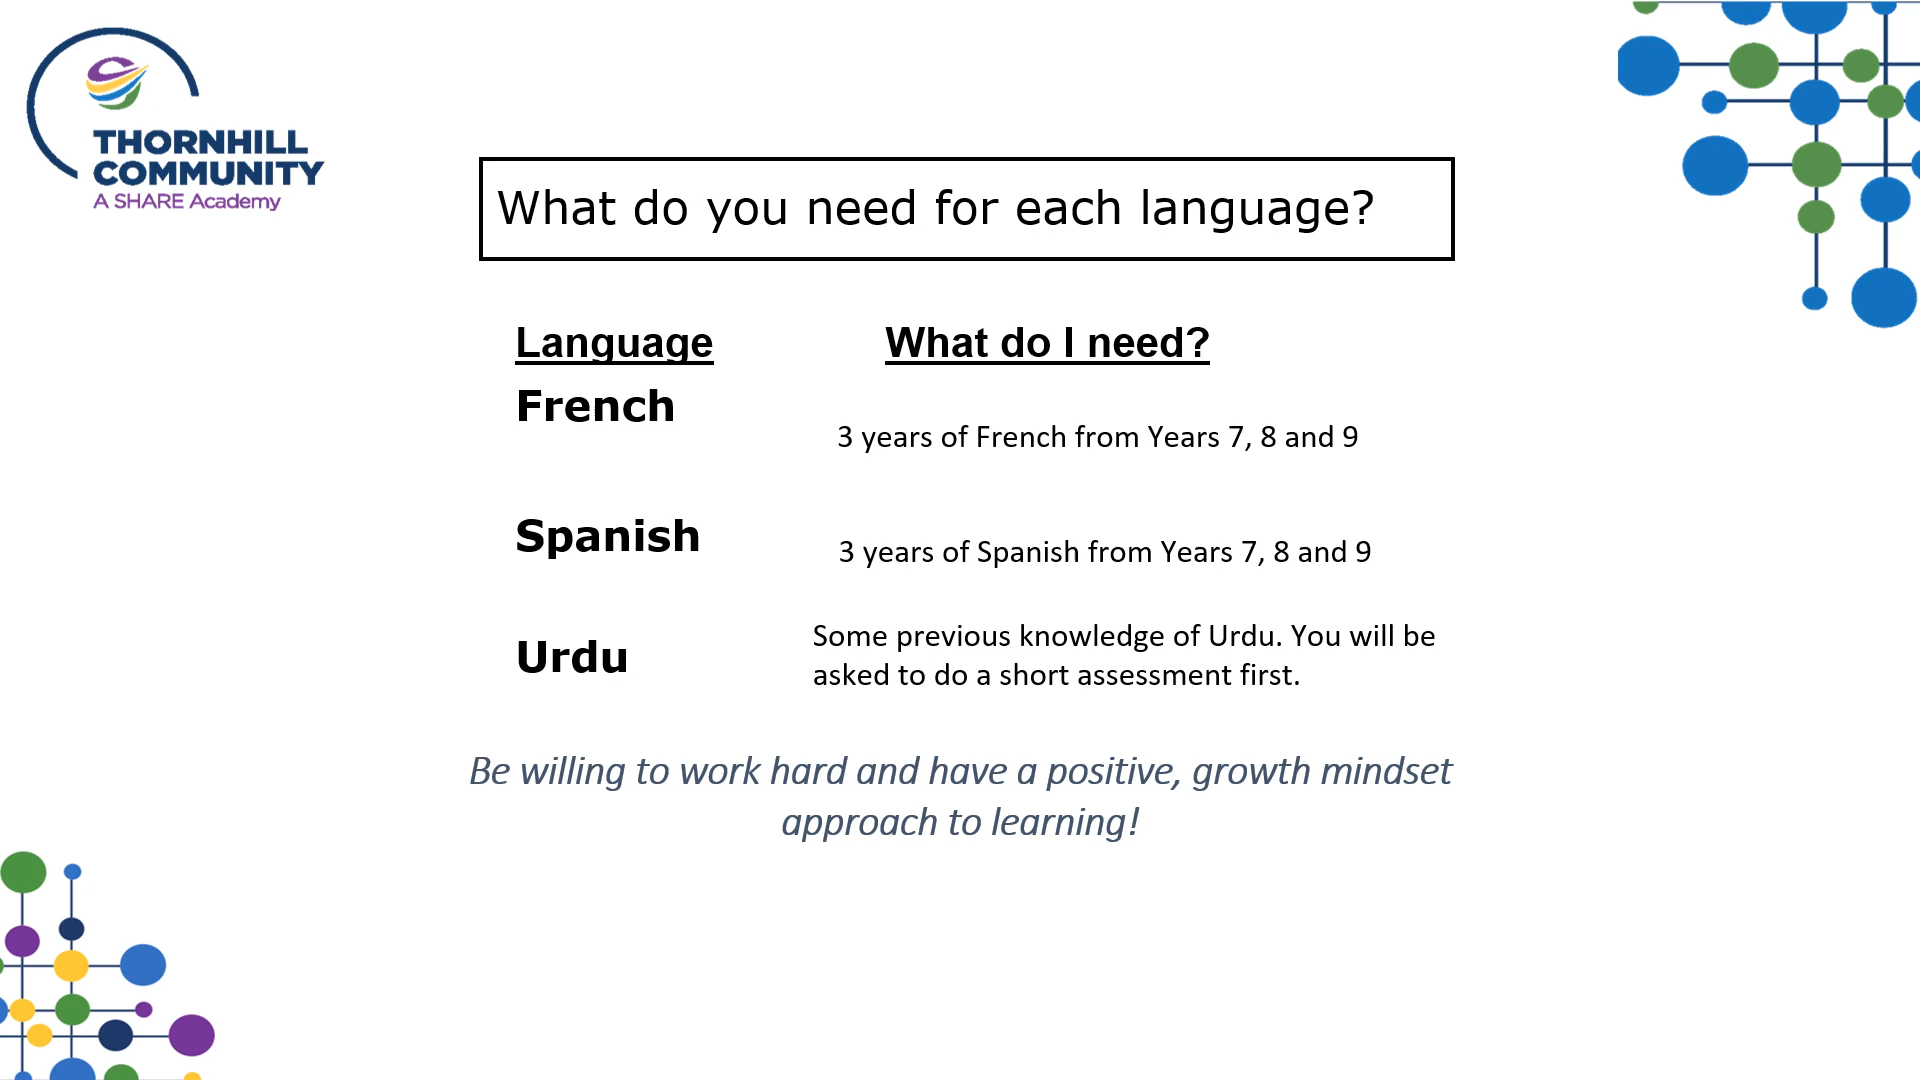 THORNHILL
COMMUNITY
A SHARE Academy
What do you need for each language?
Language What do I need?
French
3 years of French from Years 7, 8 and 9
Spanish
3 years of Spanish from Years 7, 8 and 9
Urdu
Some previous knowledge of Urdu. You will be
asked to do a short assessment first.
Be willing to work hard and have a positive, growth mindset
approach to learning!